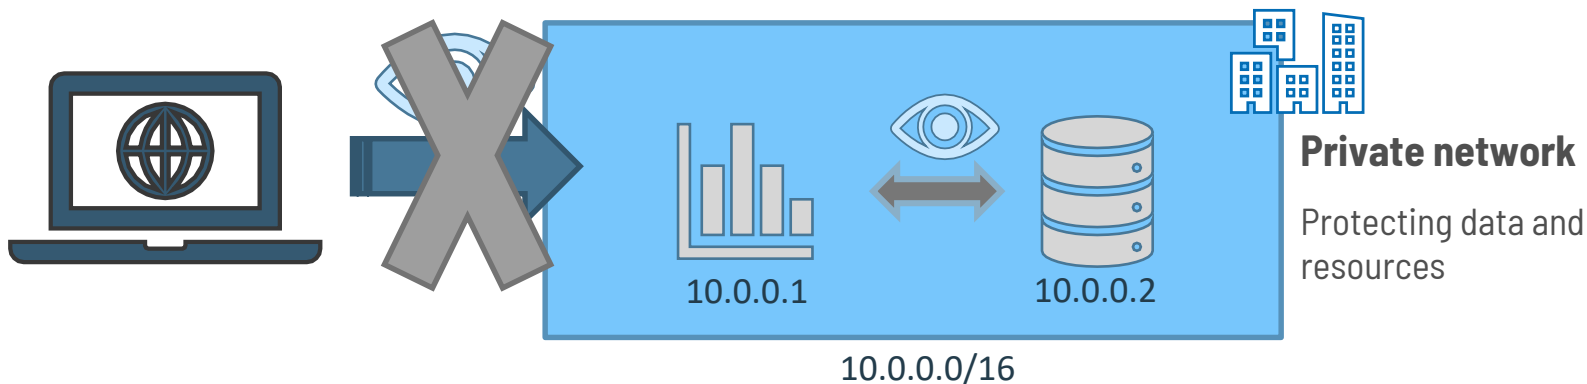 Private network
Protecting data and
resources
10.0.0.1
10.0.0.2
10.0.0.0/16